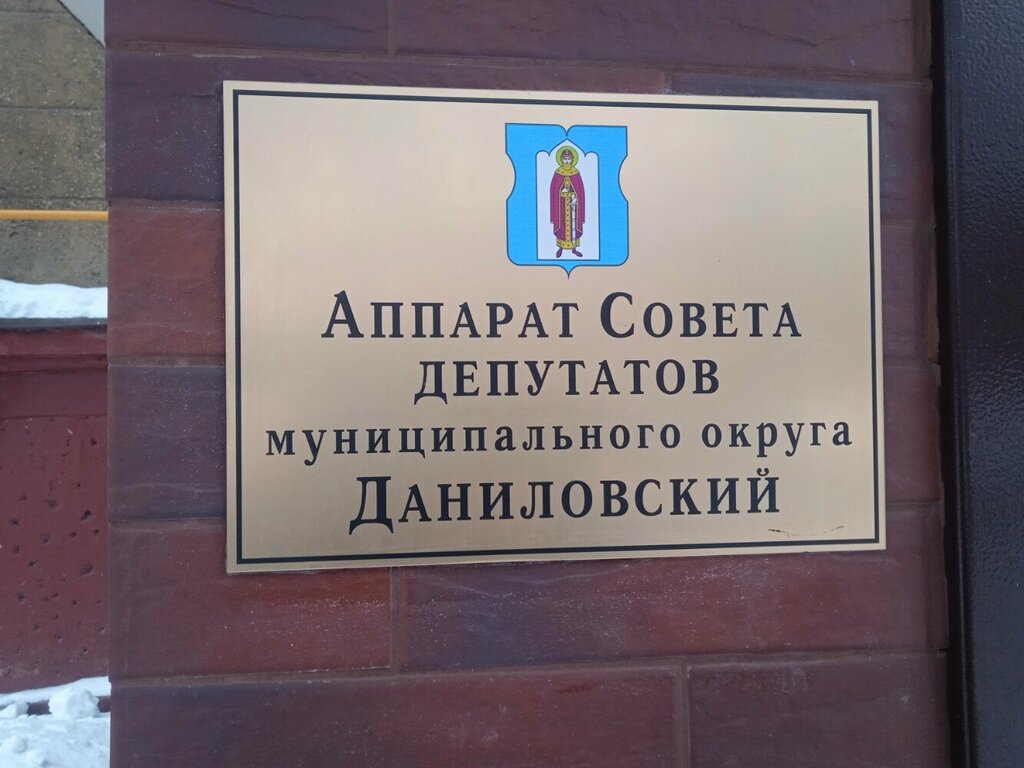 Аппарат Совета
депутатов
муниципального округа
Даниловский